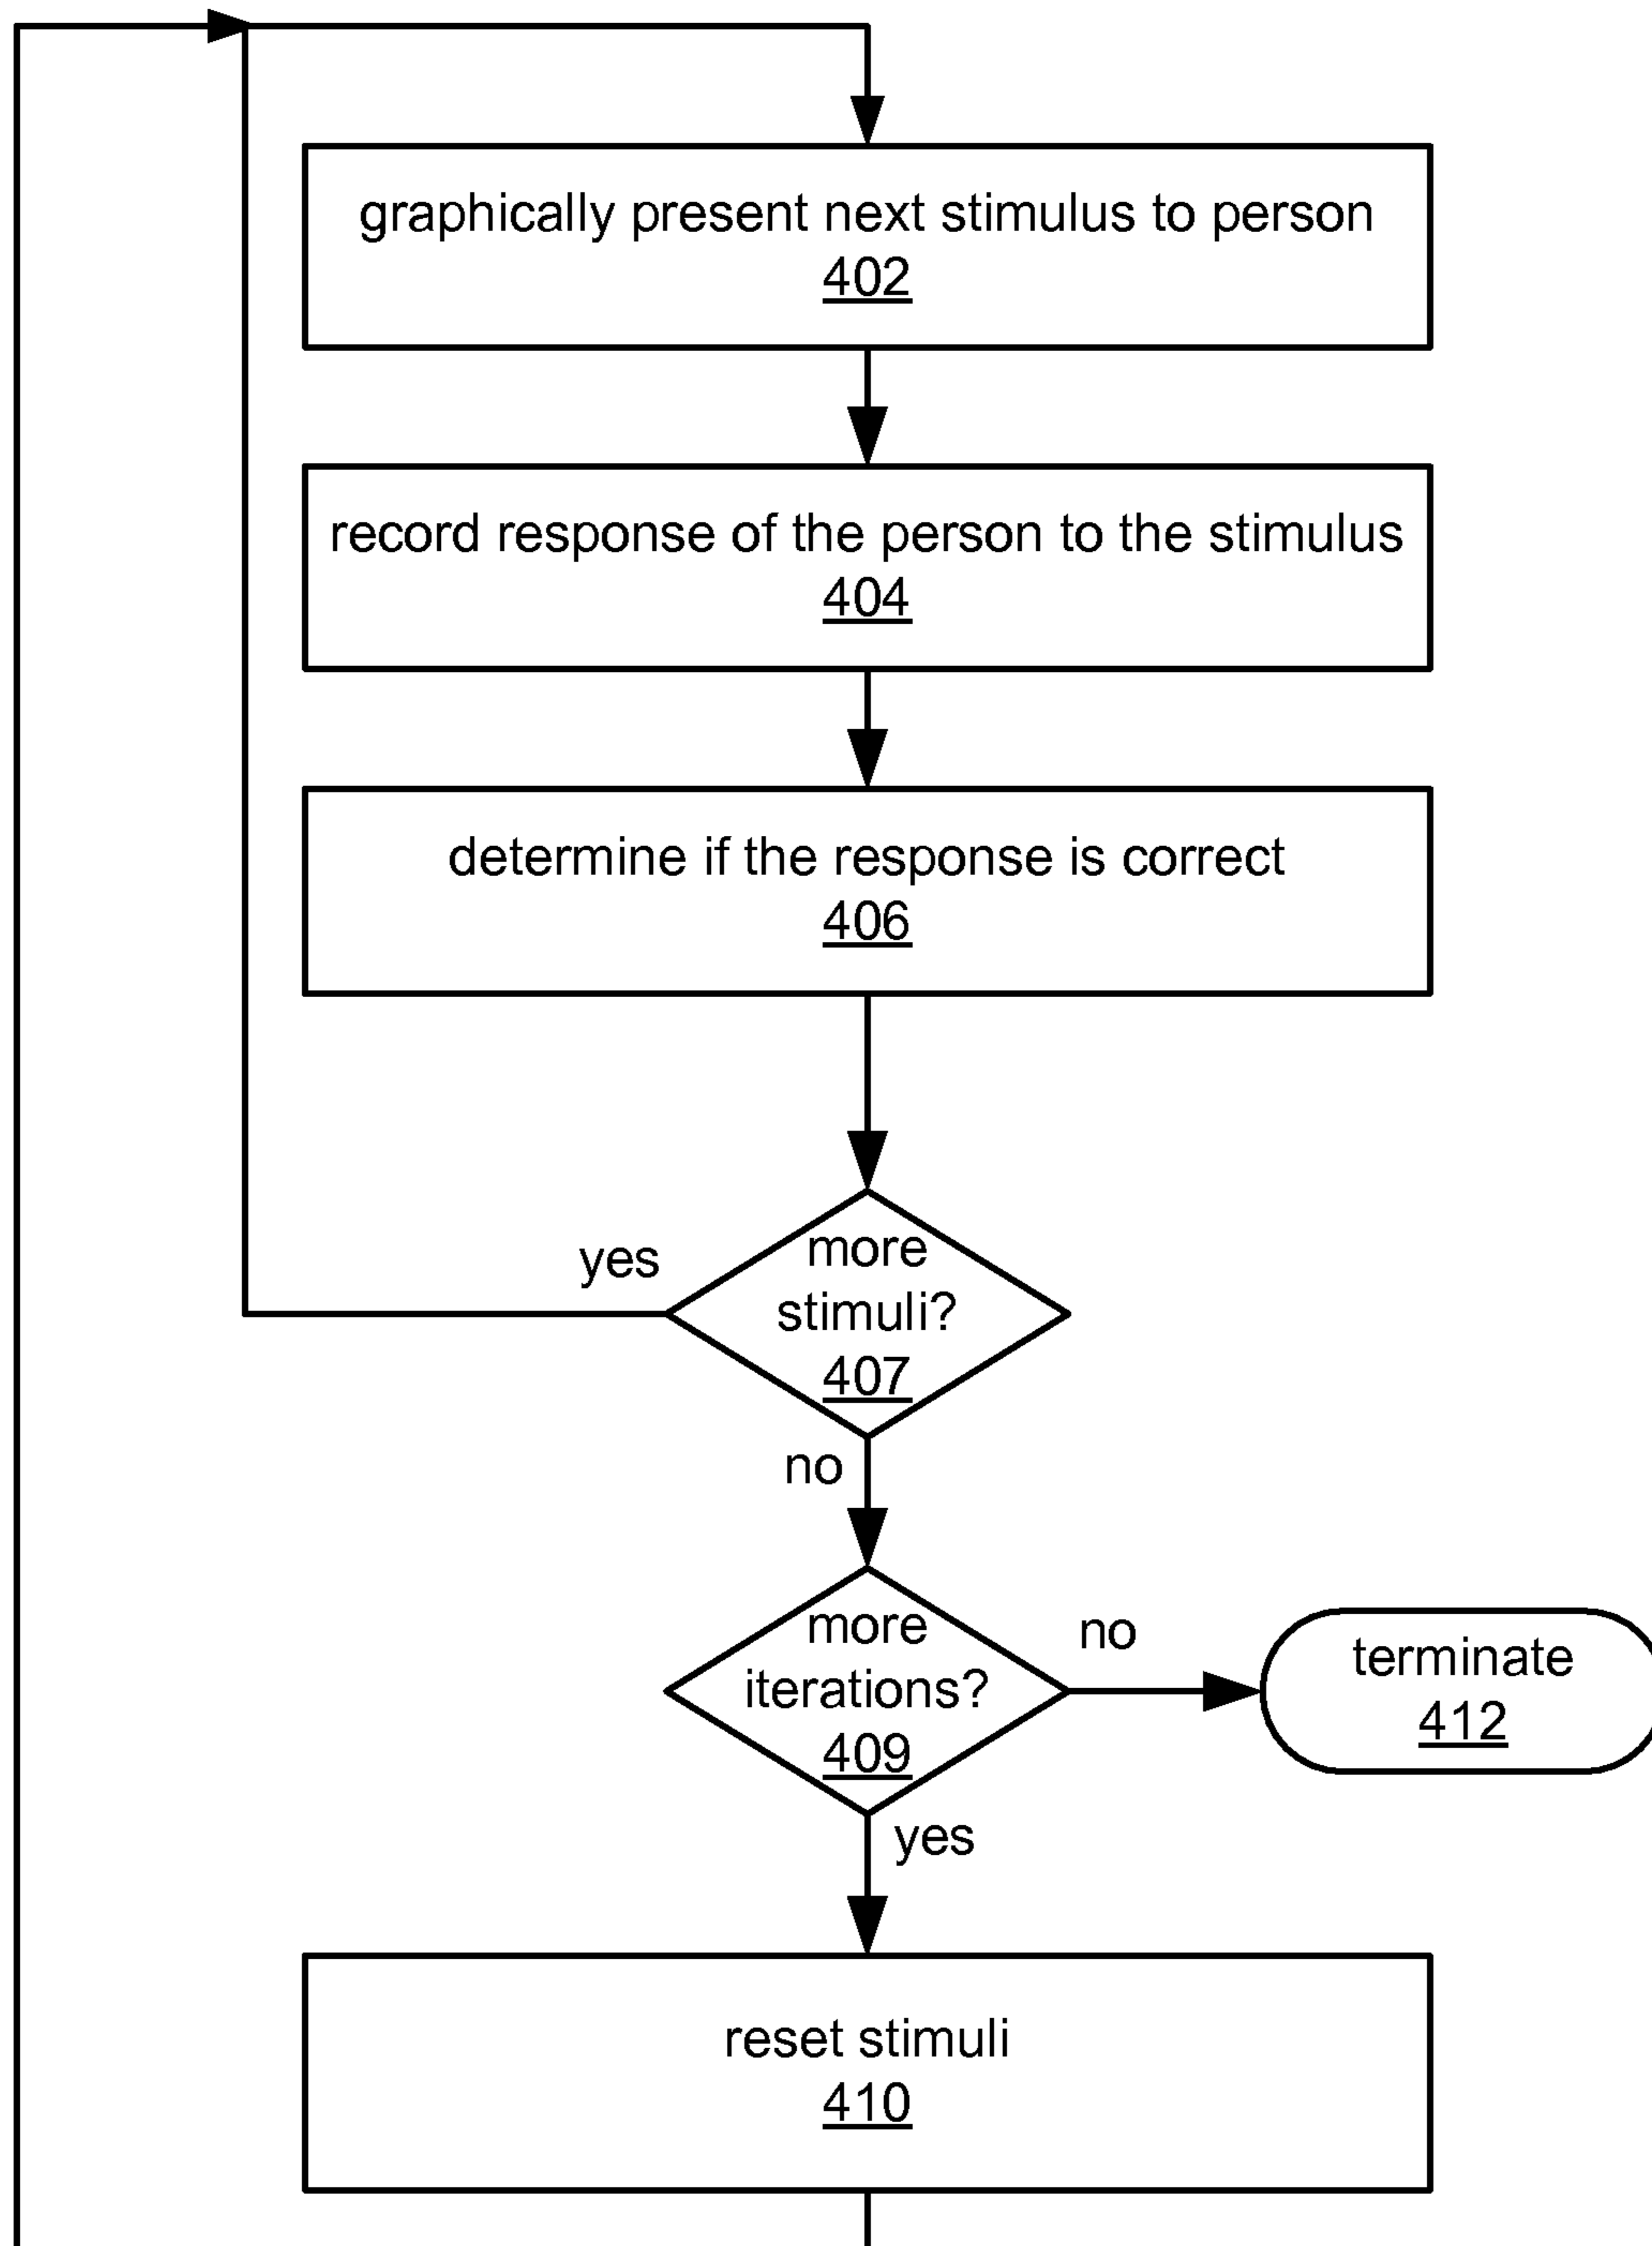 graphically present next stimulus to person
402
record response of the person to the stimulus
404
determine if the response is correct
406
yes
more
stimuli?
407
no
more
iterations?
409
no
terminate
412
yes
reset stimuli
410